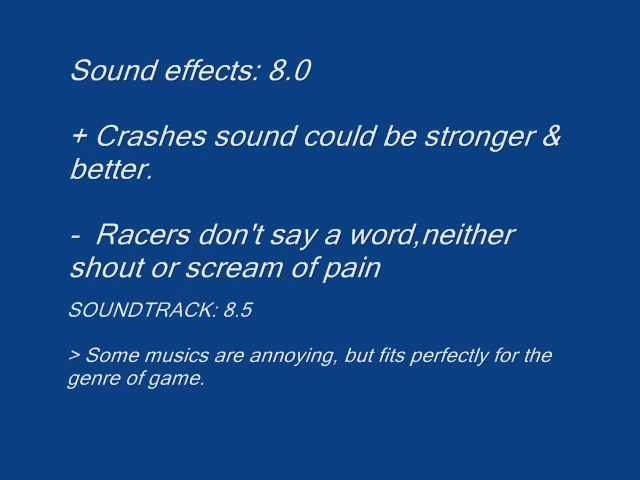 Sound effects: 8.0
+ Crashes sound could be stronger &
better.
-  Racers don't say a word,neither
shout or scream of pain
SOUNDTRACK: 8.5
> Some musics are annoying, but fits perfectly for the
genre of game.